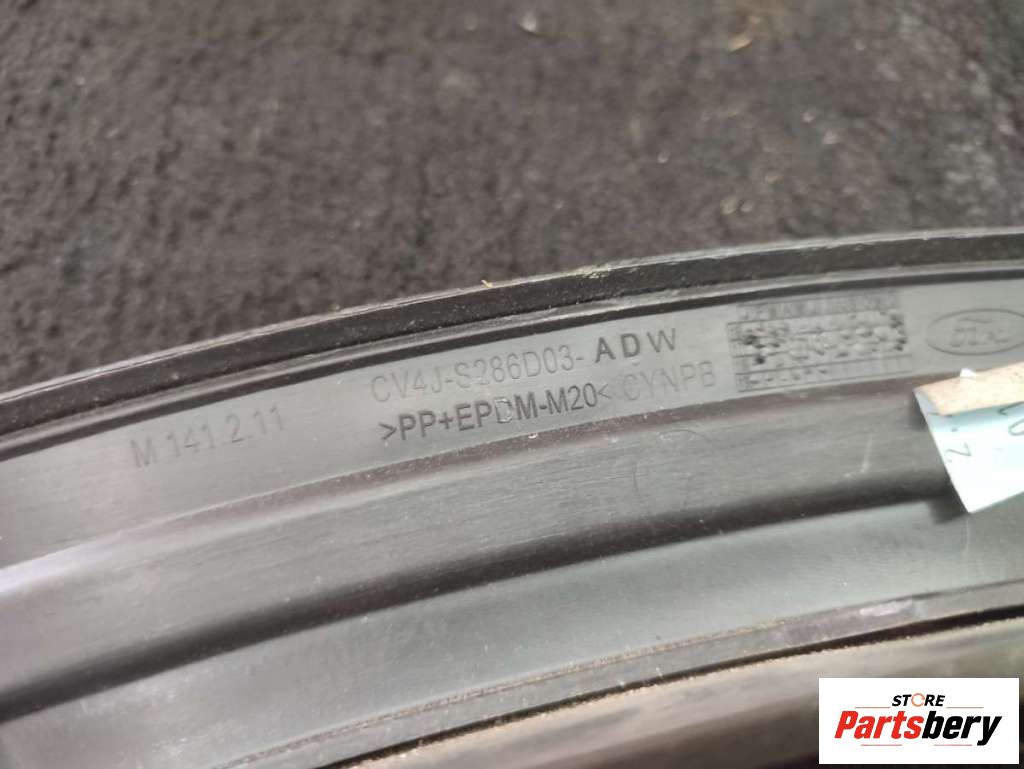 CV4J-S286D03-ADW
>PP+EPDM-M20< CYNPB
M 141.2.11
Ford
STORE
Partsbery